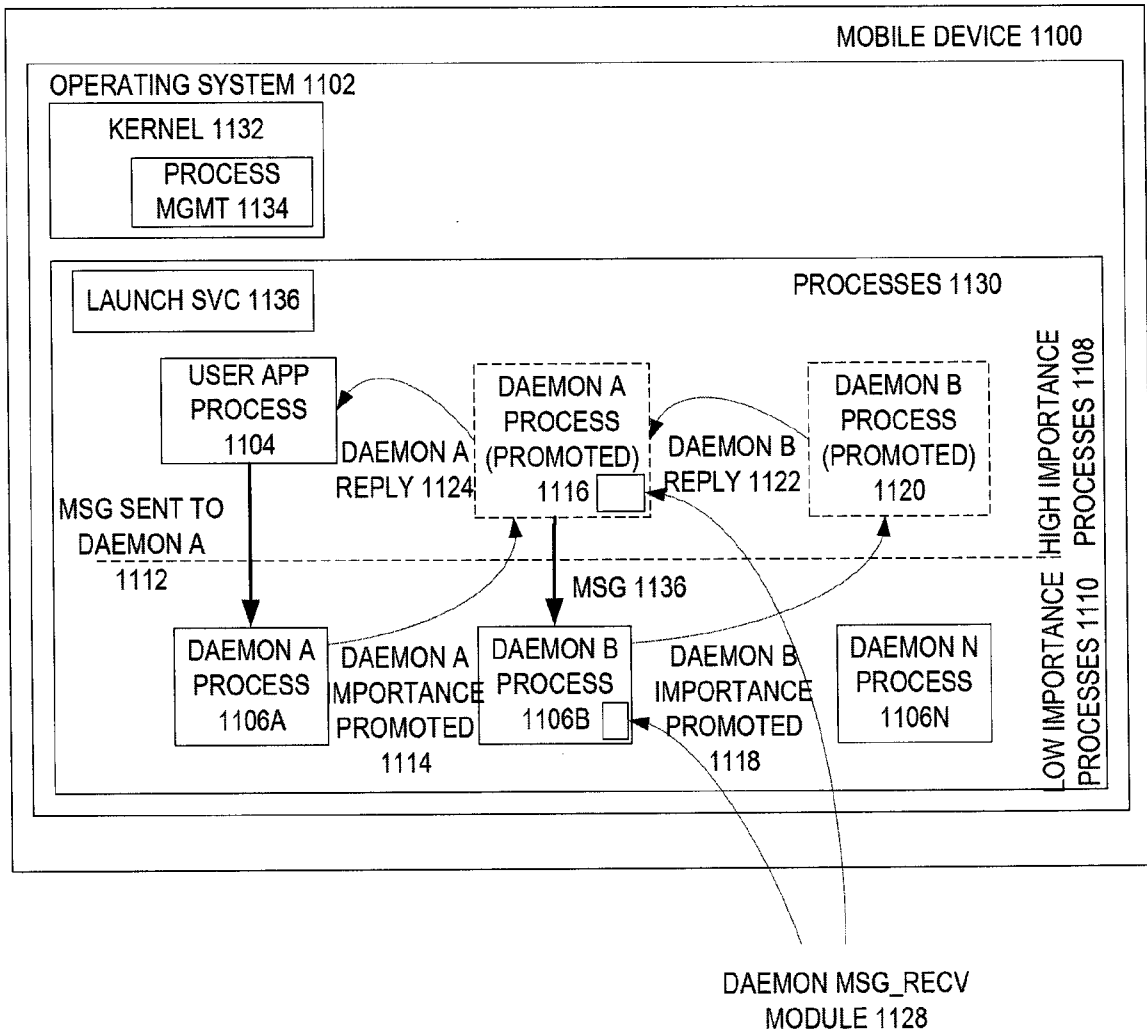 MOBILE DEVICE 1100
OPERATING SYSTEM 1102
KERNEL 1132
PROCESS
MGMT 1134
LAUNCH SVC 1136
PROCESSES 1130
USER APP
PROCESS
1104
DAEMON A
REPLY 1124
DAEMON A
PROCESS
(PROMOTED)
1116
DAEMON B
REPLY 1122
DAEMON B
PROCESS
(PROMOTED)
1120
HIGH IMPORTANCE
PROCESSES 1108
MSG SENT TO
DAEMON A
1112
MSG 1136
DAEMON A
PROCESS
1106A
DAEMON A
IMPORTANCE
PROMOTED
1114
DAEMON B
PROCESS
1106B
DAEMON B
IMPORTANCE
PROMOTED
1118
DAEMON N
PROCESS
1106N
LOW IMPORTANCE
PROCESSES 1110
DAEMON MSG_RECV
MODULE 1128